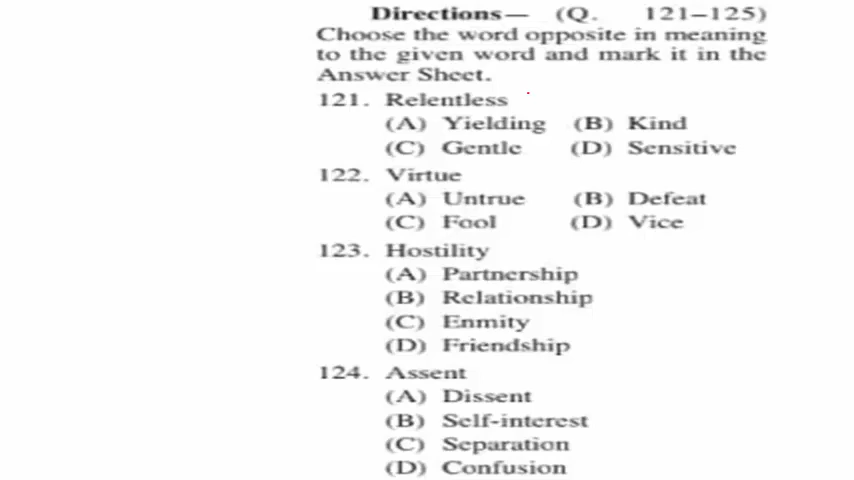 Directions— (Q. 121–125)
Choose the word opposite in meaning
to the given word and mark it in the
Answer Sheet.
121. Relentless
(A) Yielding (B) Kind
(C) Gentle (D) Sensitive
122. Virtue
(A) Untrue (B) Defeat
(C) Fool (D) Vice
123. Hostility
(A) Partnership
(B) Relationship
(C) Enmity
(D) Friendship
124. Assent
(A) Dissent
(B) Self-interest
(C) Separation
(D) Confusion